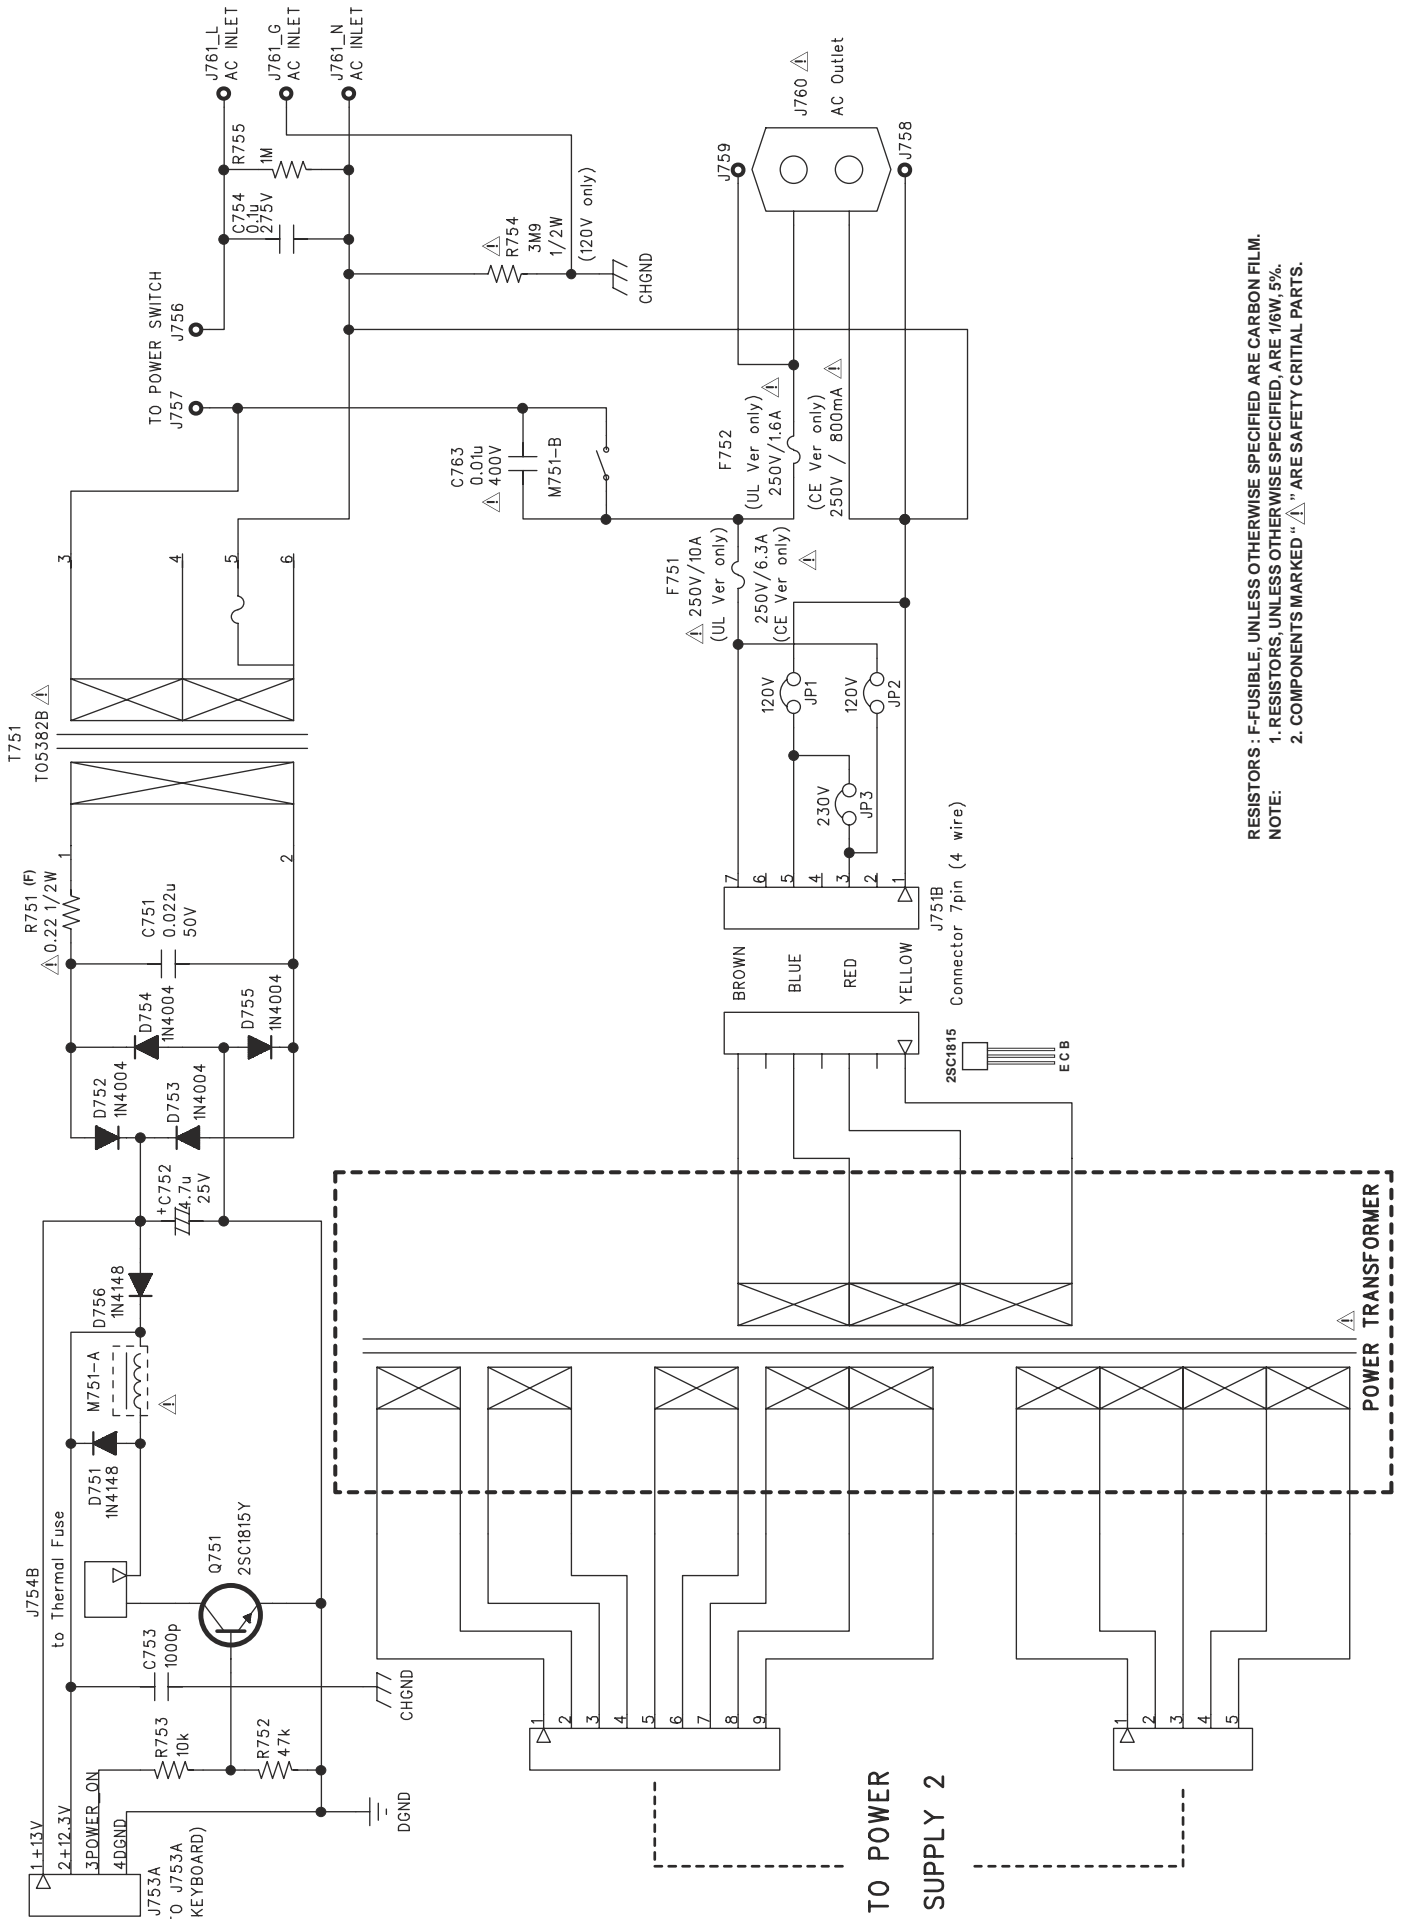 J761_L
AC INLET
J761_G
AC INLET
J761_N
AC INLET
R755
1M
C754
0.1u
275V
TO POWER SWITCH
J756
J757
R754
3M9
1/2W
(120V only)
CHGND
J760
AC Outlet
J759
J758
C763
0.01u
400V
M751-B
F752
(UL Ver only)
250V/1.6A
(CE Ver only)
250V / 800mA
F751
250V/10A
(UL Ver only)
250V/6.3A
(CE Ver only)
T751
TO5382B
3
4
5
6
1
2
R751 (F)
0.22 1/2W
C751
0.022u
50V
D754
1N4004
D755
1N4004
D752
1N4004
D753
1N4004
+C752
4.7u
25V
D756
1N4148
M751-A
D751
1N4148
J754B
to Thermal Fuse
Q751
2SC1815Y
C753
1000p
CHGND
R753
10k
R752
47k
DGND
1+13V
2+12.3V
3POWER_ON
4DGND
J753A
TO J753A
KEYBOARD)
120V
JP1
120V
JP2
230V
JP3
7
6
5
4
3
2
1
J751B
Connector 7pin (4 wire)
BROWN
BLUE
RED
YELLOW
2SC1815
E C B
POWER TRANSFORMER
1
2
3
4
5
6
7
8
9
1
2
3
4
5
TO POWER
SUPPLY 2
RESISTORS : F-FUSIBLE, UNLESS OTHERWISE SPECIFIED ARE CARBON FILM.
NOTE: 1. RESISTORS, UNLESS OTHERWISE SPECIFIED, ARE 1/6W, 5%.
2. COMPONENTS MARKED “⚠” ARE SAFETY CRITIAL PARTS.